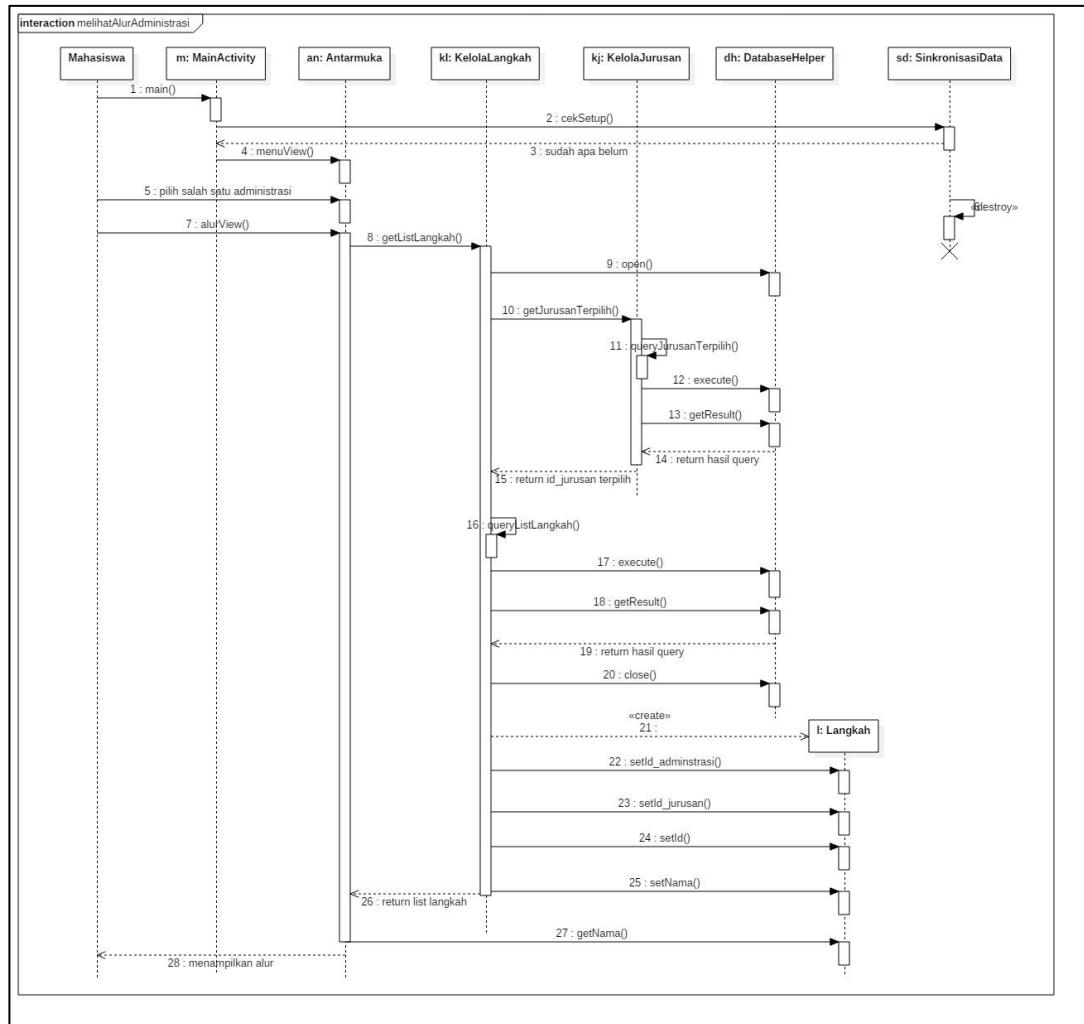 interaction melihatAlurAdministrasi
Mahasiswa
m: MainActivity
an: Antarmuka
kl: KelolaLangkah
kj: KelolaJurusan
dh: DatabaseHelper
sd: SinkronisasiData
1 : main()
2 : cekSetup()
3 : sudah apa belum
4 : menuView()
5 : pilih salah satu administrasi
6 : «destroy»
7 : alurView()
8 : getListLangkah()
9 : open()
10 : getJurusanTerpilih()
11 : queryJurusanTerpilih()
12 : execute()
13 : getResult()
14 : return hasil query
15 : return id_jurusan terpilih
16 : queryListLangkah()
17 : execute()
18 : getResult()
19 : return hasil query
20 : close()
«create»
21 :
l: Langkah
22 : setId_adminstrasi()
23 : setId_jurusan()
24 : setId()
25 : setNama()
26 : return list langkah
27 : getNama()
28 : menampilkan alur